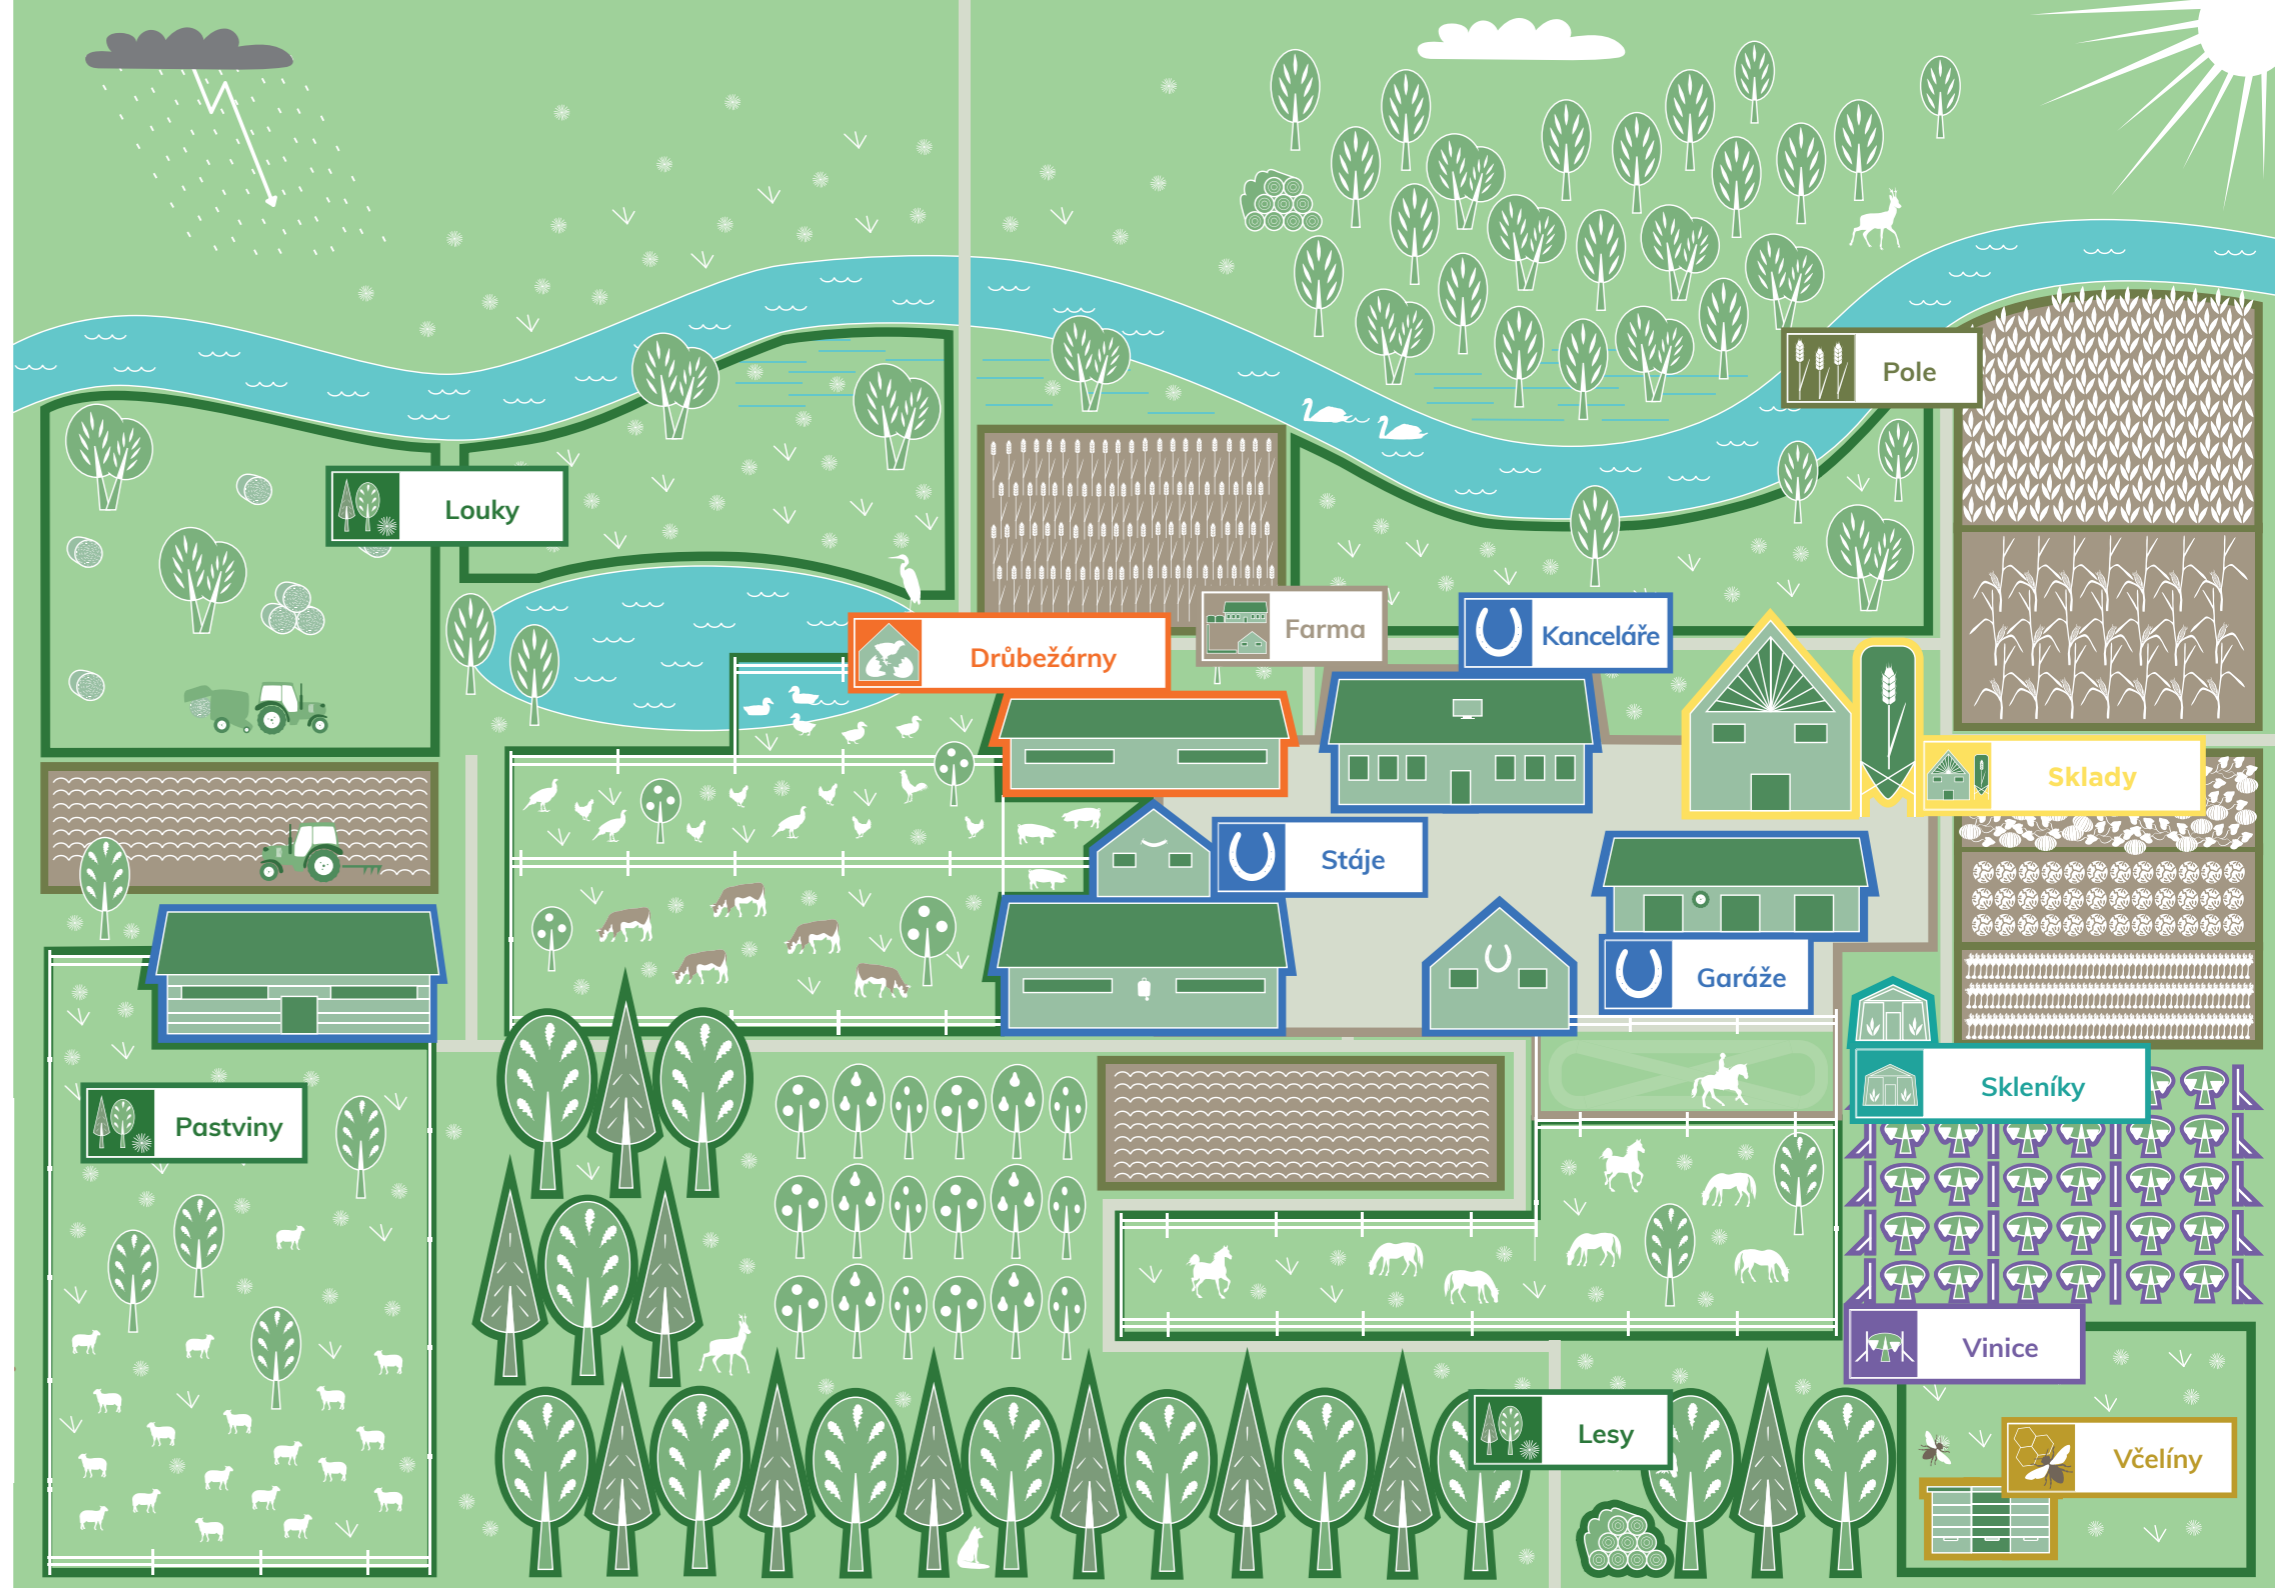 Pole
Louky
Drůbežárny
Farma
Kanceláře
Sklady
Stáje
Garáže
Skleníky
Pastviny
Vinice
Lesy
Včelíny